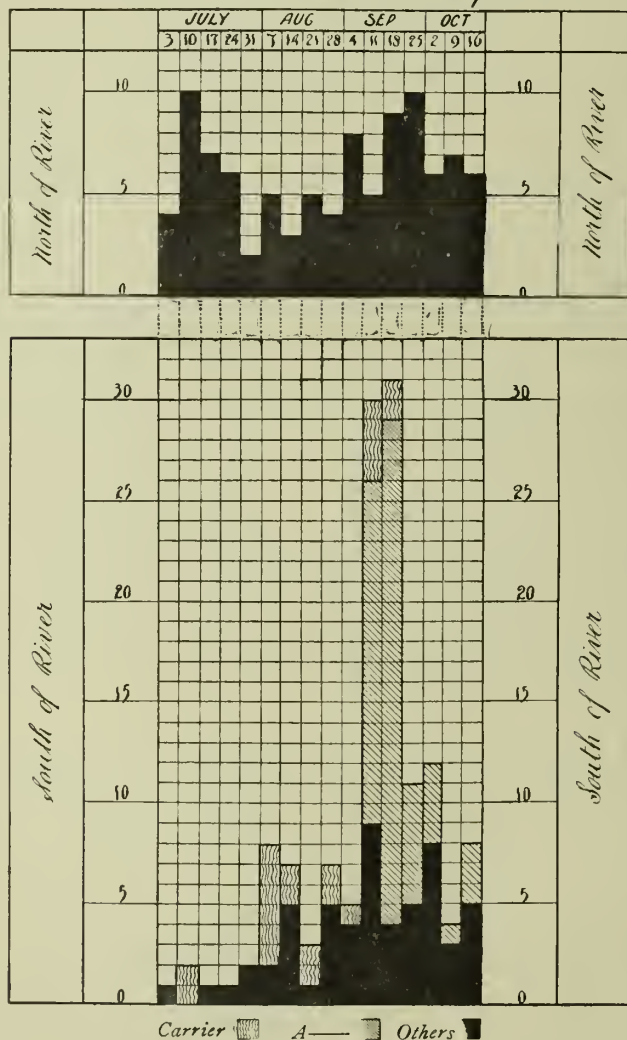 JULY AUG SEP OCT
3 10 17 24 31 7 14 21 28 4 11 18 25 2 9 16
North of River
10 10
5 5
0 0
North of River
South of River
30 30
25 25
20 20
15 15
10 10
5 5
0 0
South of River
Carrier A—— Others